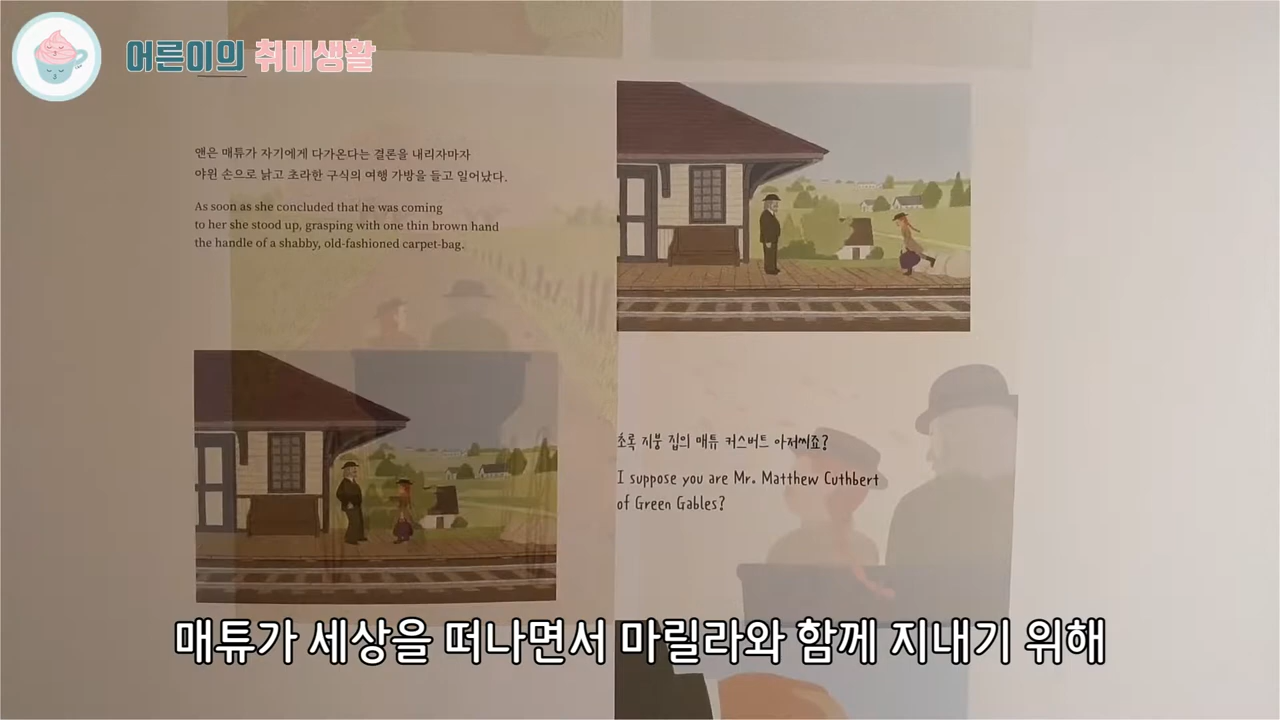 어른이의 취미생활
앤은 매튜가 자기에게 다가온다는 결론을 내리자마자
야윈 손으로 낡고 초라한 구식의 여행 가방을 들고 일어났다.
As soon as she concluded that he was coming
to her she stood up, grasping with one thin brown hand
the handle of a shabby, old-fashioned carpet-bag.
초록 지붕 집의 매튜 커스버트 아저씨죠?
I suppose you are Mr. Matthew Cuthbert
of Green Gables?
매튜가 세상을 떠나면서 마릴라와 함께 지내기 위해